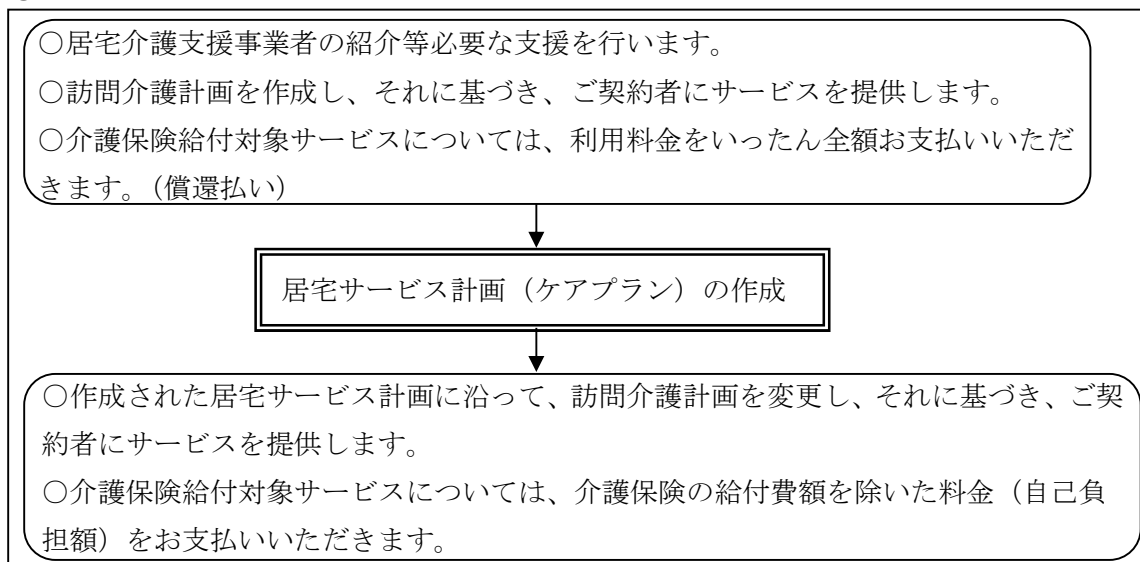 ○居宅介護支援事業者の紹介等必要な支援を行います。
○訪問介護計画を作成し、それに基づき、ご契約者にサービスを提供します。
○介護保険給付対象サービスについては、利用料金をいったん全額お支払いいただ
きます。（償還払い）
居宅サービス計画（ケアプラン）の作成
○作成された居宅サービス計画に沿って、訪問介護計画を変更し、それに基づき、ご契
約者にサービスを提供します。
○介護保険給付対象サービスについては、介護保険の給付費額を除いた料金（自己負
担額）をお支払いいただきます。